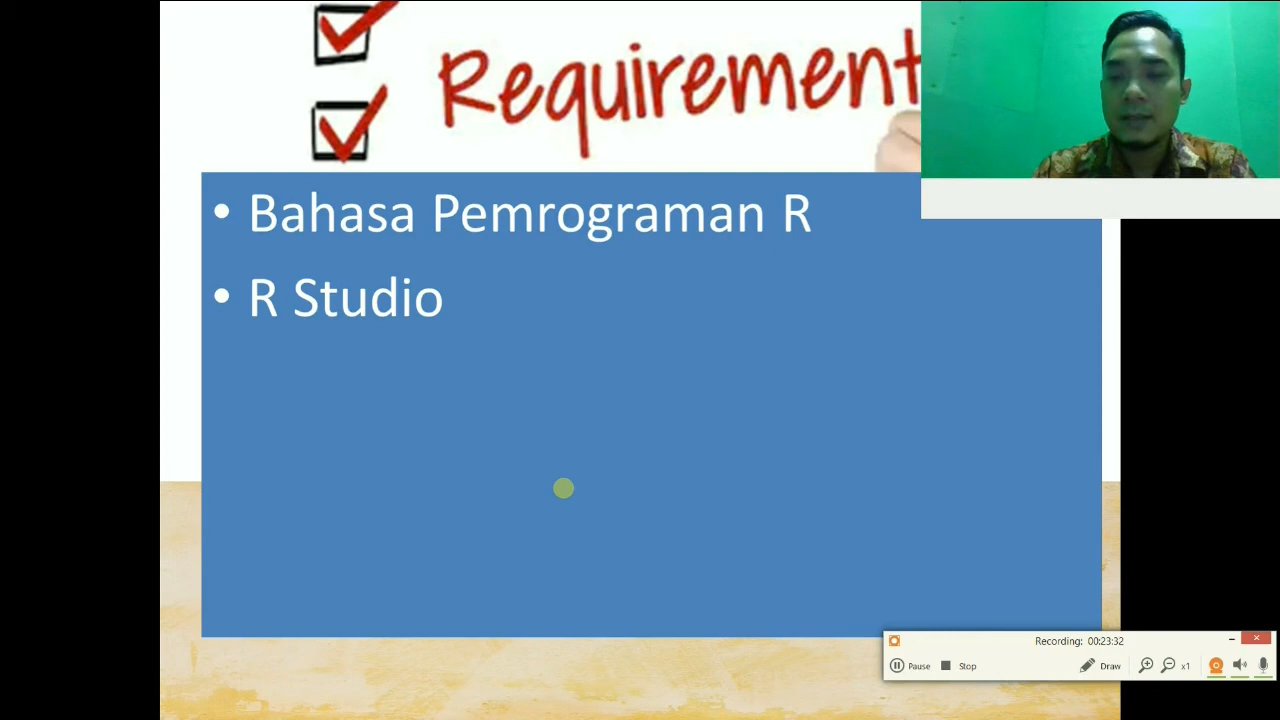 Requirement
• Bahasa Pemrograman R
• R Studio
Recording: 00:23:32
Pause
Stop
Draw
x1